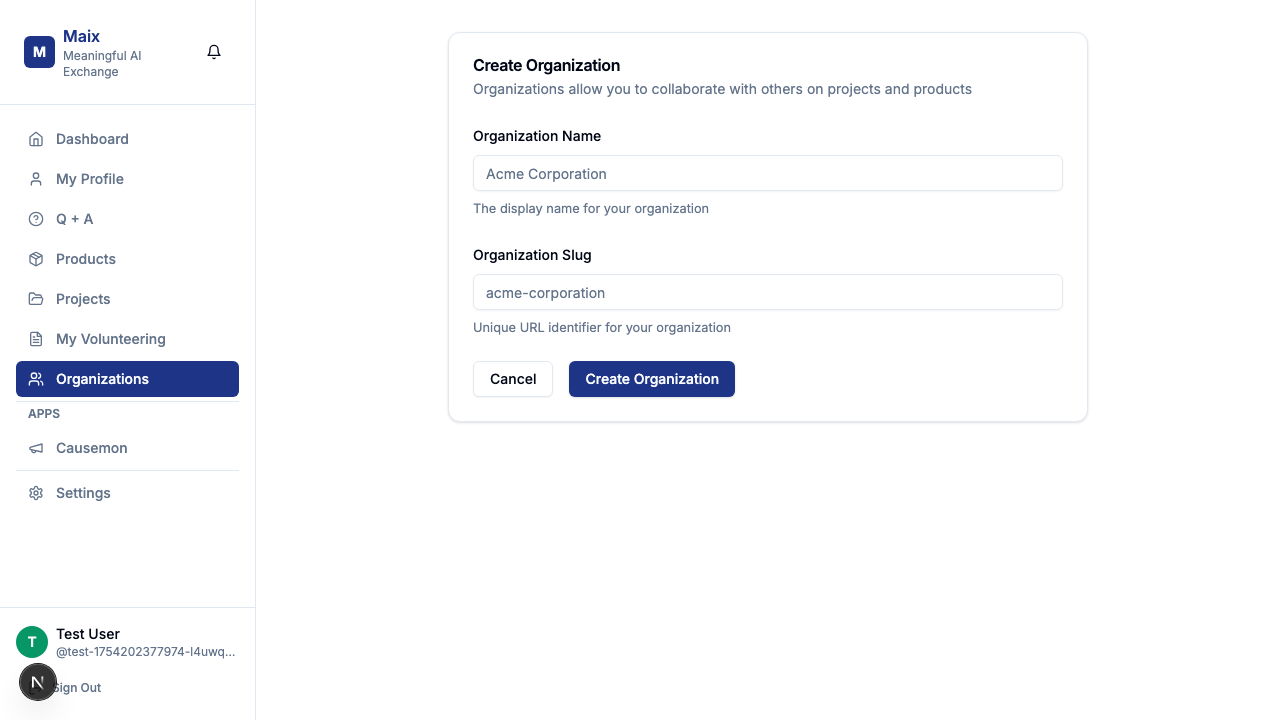 M
Maix
Meaningful AI
Exchange
Dashboard
My Profile
Q + A
Products
Projects
My Volunteering
Organizations
APPS
Causemon
Settings
T
Test User
@test-1754202377974-l4uwq...
N
Sign Out
Create Organization
Organizations allow you to collaborate with others on projects and products
Organization Name
Acme Corporation
The display name for your organization
Organization Slug
acme-corporation
Unique URL identifier for your organization
Cancel
Create Organization